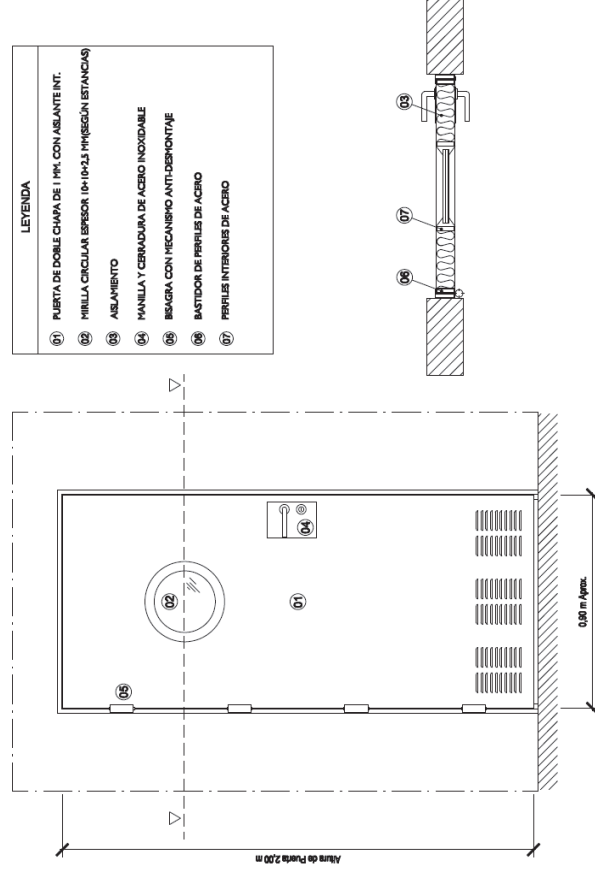 LEYENDA
01 PUERTA DE DOBLE CHAPA DE 1 MM. CON AISLANTE INT.
02 MIRILLA CIRCULAR ESPESOR 10+10+2,5 MM(SEGÚN ESTANCIAS)
03 AISLAMIENTO
04 MANILLA Y CERRADURA DE ACERO INOXIDABLE
05 BISAGRA CON MECANISMO ANTI-DESMONTAJE
06 BASTIDOR DE PERFILES DE ACERO
07 PERFILES INTERIORES DE ACERO
03
07
06
05
02
01
04
0,90 m Aprox.
Altura de Puerta 2,00 m